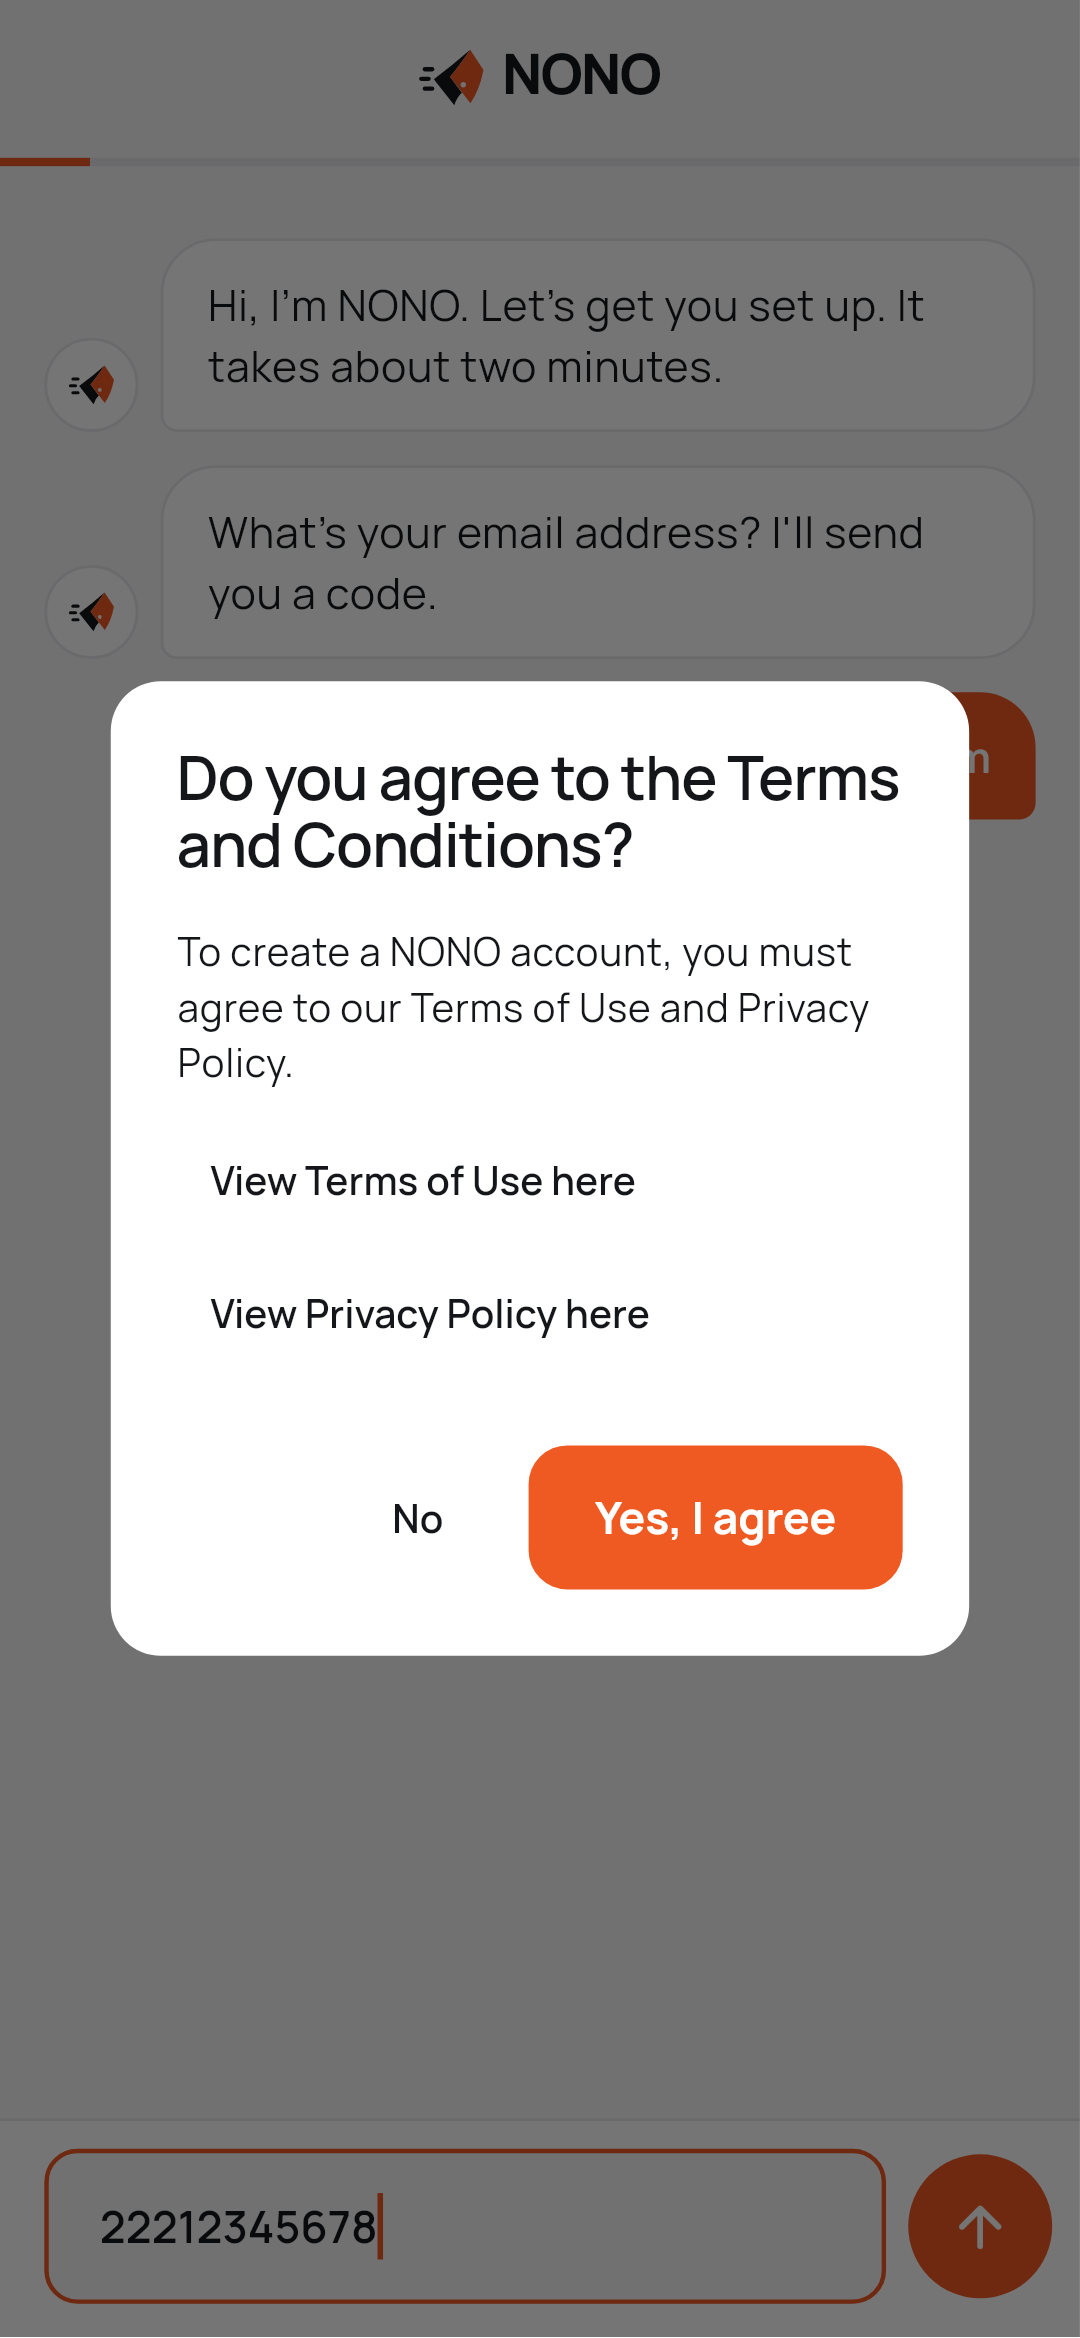 NONO
Hi, I’m NONO. Let’s get you set up. It
takes about two minutes.
What’s your email address? I'll send
you a code.
Do you agree to the Terms
and Conditions?
To create a NONO account, you must
agree to our Terms of Use and Privacy
Policy.
View Terms of Use here
View Privacy Policy here
No
Yes, I agree
22212345678